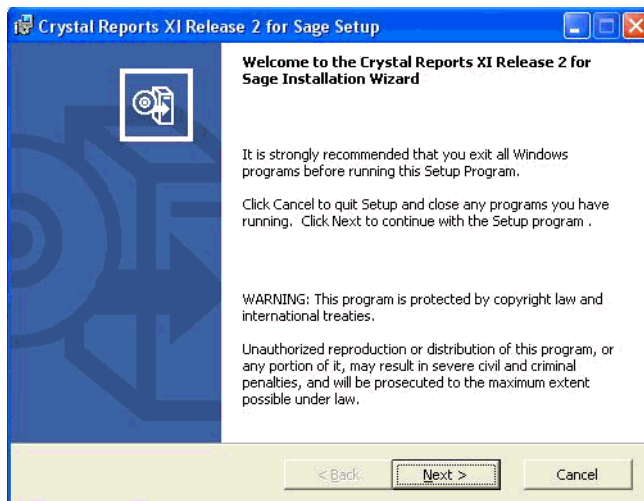 Crystal Reports XI Release 2 for Sage Setup
Welcome to the Crystal Reports XI Release 2 for
Sage Installation Wizard
It is strongly recommended that you exit all Windows
programs before running this Setup Program.
Click Cancel to quit Setup and close any programs you have
running. Click Next to continue with the Setup program .
WARNING: This program is protected by copyright law and
international treaties.
Unauthorized reproduction or distribution of this program, or
any portion of it, may result in severe civil and criminal
penalties, and will be prosecuted to the maximum extent
possible under law.
< Back
Next >
Cancel